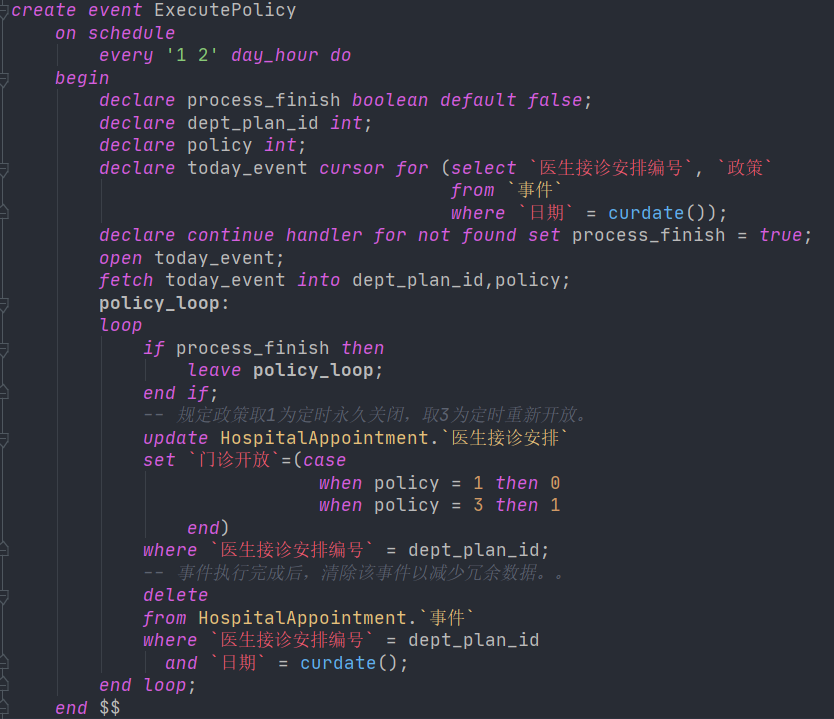 create event ExecutePolicy
    on schedule
        every '1 2' day_hour do
    begin
        declare process_finish boolean default false;
        declare dept_plan_id int;
        declare policy int;
        declare today_event cursor for (select `医生接诊安排编号`, `政策`
                                        from `事件`
                                        where `日期` = curdate());
        declare continue handler for not found set process_finish = true;
        open today_event;
        fetch today_event into dept_plan_id,policy;
        policy_loop:
        loop
            if process_finish then
                leave policy_loop;
            end if;
            -- 规定政策取1为定时永久关闭，取3为定时重新开放。
            update HospitalAppointment.`医生接诊安排`
            set `门诊开放`=(case
                            when policy = 1 then 0
                            when policy = 3 then 1
                end)
            where `医生接诊安排编号` = dept_plan_id;
            -- 事件执行完成后，清除该事件以减少冗余数据。。
            delete
            from HospitalAppointment.`事件`
            where `医生接诊安排编号` = dept_plan_id
              and `日期` = curdate();
        end loop;
    end $$